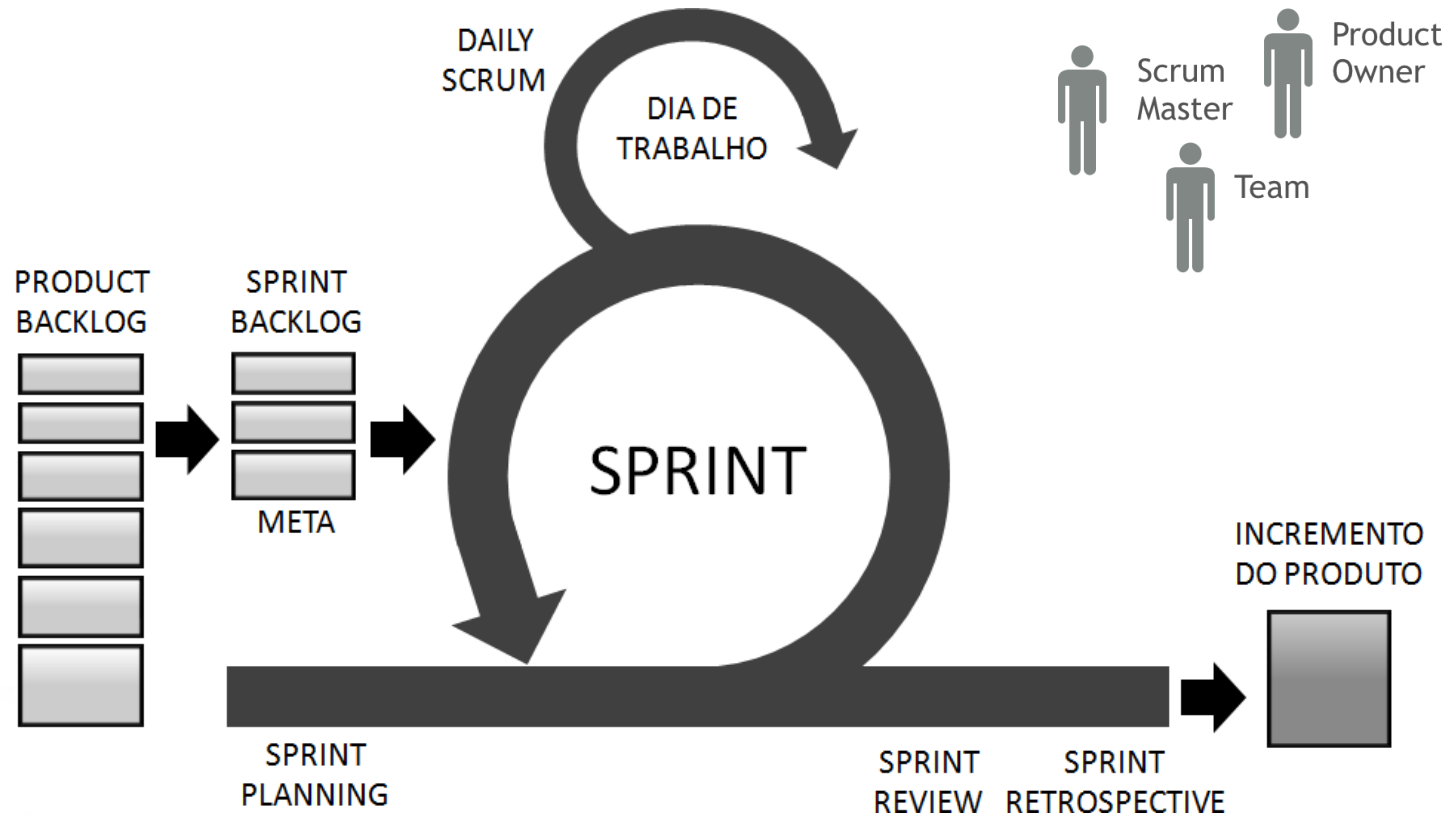 DAILY
SCRUM
DIA DE
TRABALHO
Scrum
Master
Product
Owner
Team
PRODUCT
BACKLOG
SPRINT
BACKLOG
META
SPRINT
INCREMENTO
DO PRODUTO
SPRINT
PLANNING
SPRINT
REVIEW
SPRINT
RETROSPECTIVE